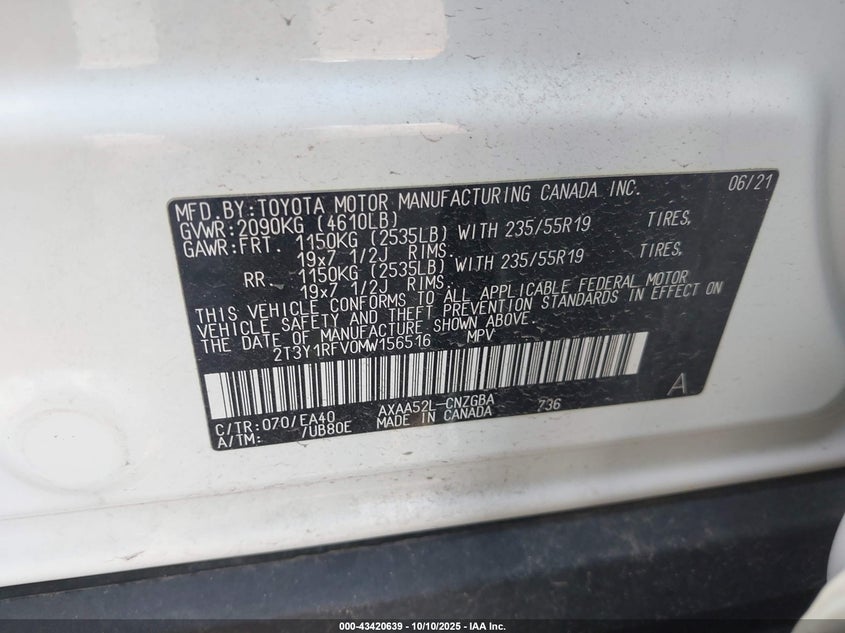 06/21
MFD.BY:TOYOTA MOTOR MANUFACTURING CANADA INC.
GVWR:2090KG (4610LB)
GAWR:FRT. 1150KG (2535LB) WITH 235/55R19 TIRES,
19x7 1/2J RIMS.
RR. 1150KG (2535LB) WITH 235/55R19 TIRES,
19x7 1/2J RIMS.
THIS VEHICLE CONFORMS TO ALL APPLICABLE FEDERAL MOTOR
VEHICLE SAFETY AND THEFT PREVENTION STANDARDS IN EFFECT ON
THE DATE OF MANUFACTURE SHOWN ABOVE.
2T3Y1RFV0MW156516 MPV
A
C/TR:070/EA40 AXAA52L-CNZGBA 736
A/TM: /UB80E MADE IN CANADA
000-43420639 - 10/10/2025 - IAA Inc.